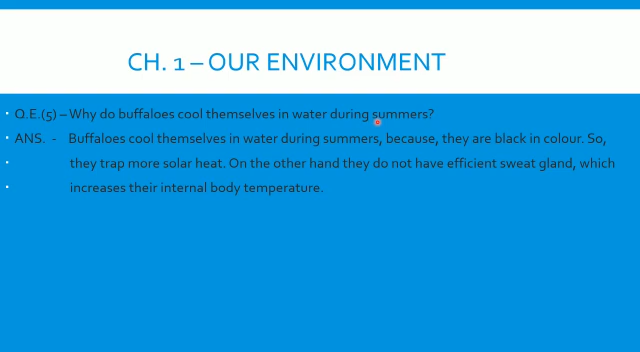 CH. 1 – OUR ENVIRONMENT
Q.E.(5) – Why do buffaloes cool themselves in water during summers?
ANS. - Buffaloes cool themselves in water during summers, because, they are black in colour. So,
they trap more solar heat. On the other hand they do not have efficient sweat gland, which
increases their internal body temperature.